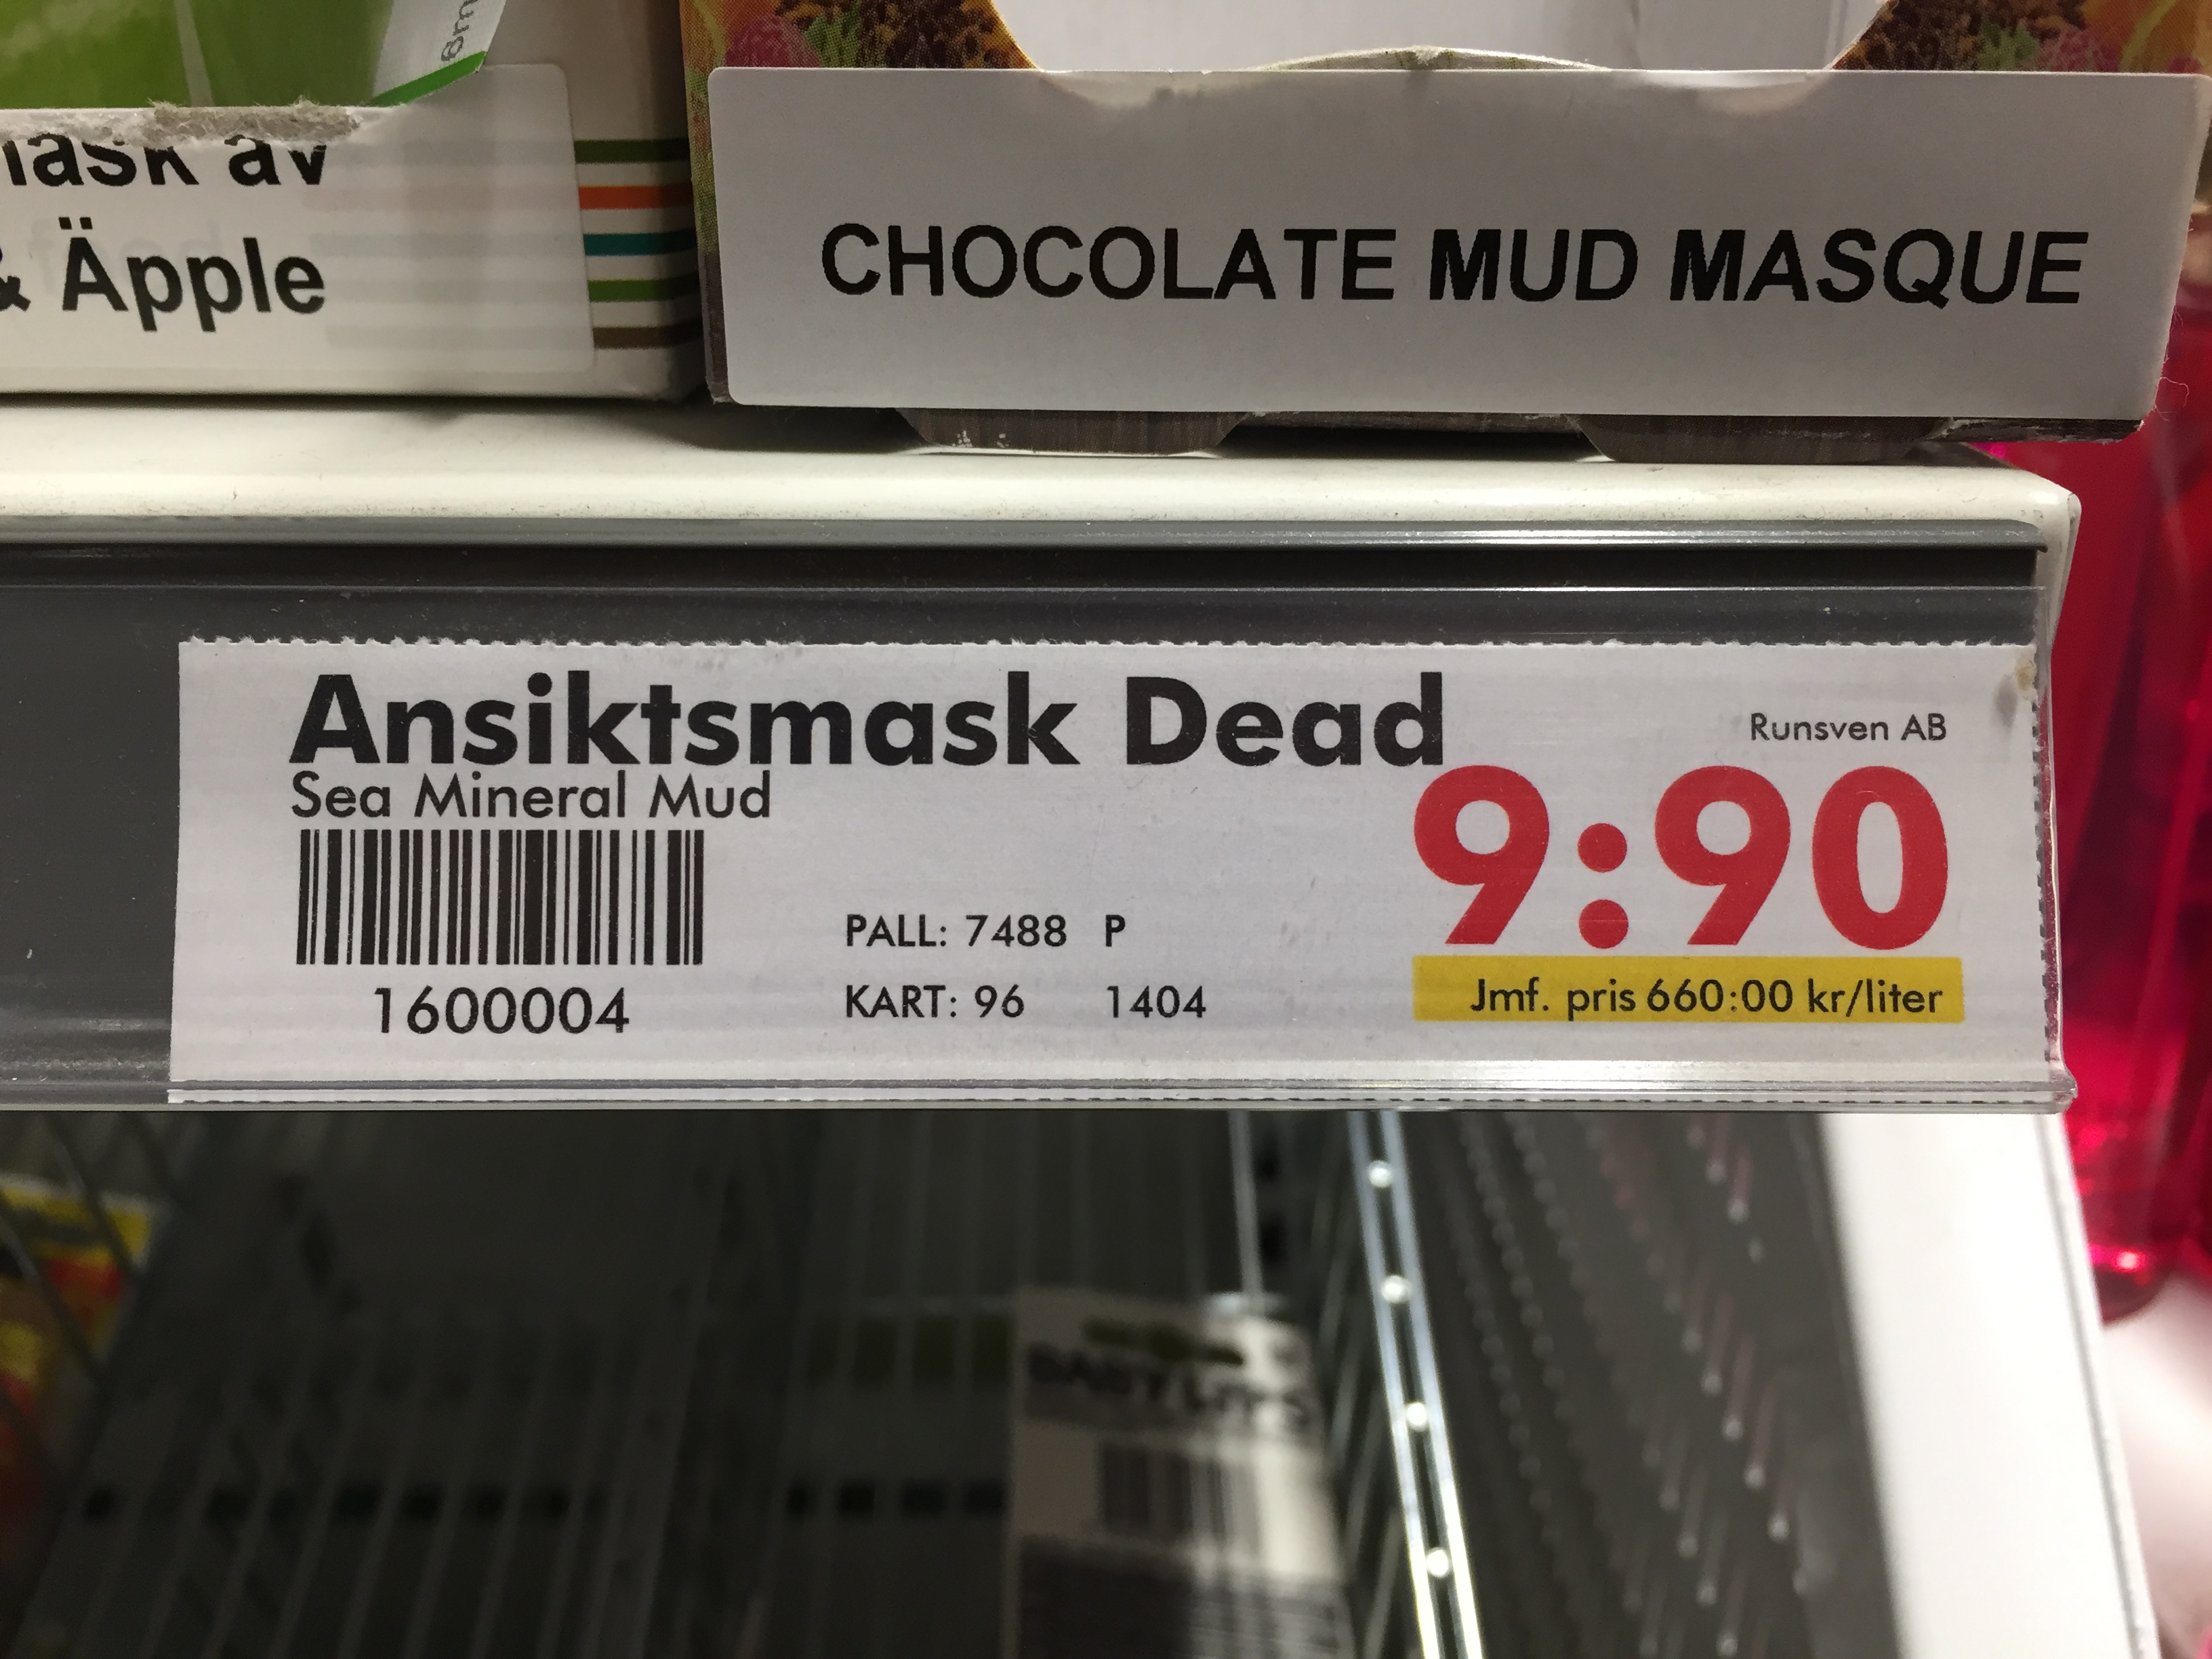 ask av
& Äpple
CHOCOLATE MUD MASQUE
Ansiktsmask Dead
Runsven AB
Sea Mineral Mud
9:90
PALL: 7488 P
KART: 96 1404
1600004
Jmf. pris 660:00 kr/liter